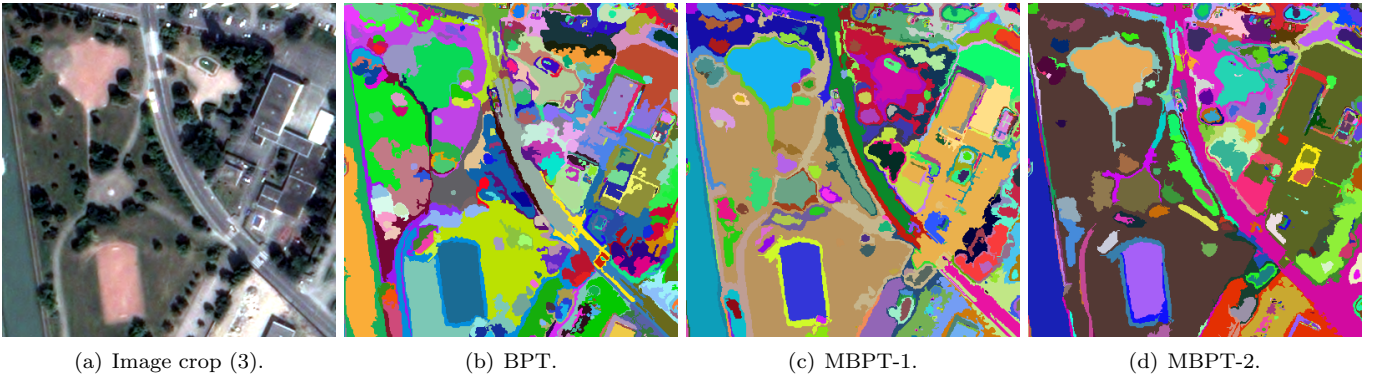 (a) Image crop (3).
(b) BPT.
(c) MBPT-1.
(d) MBPT-2.